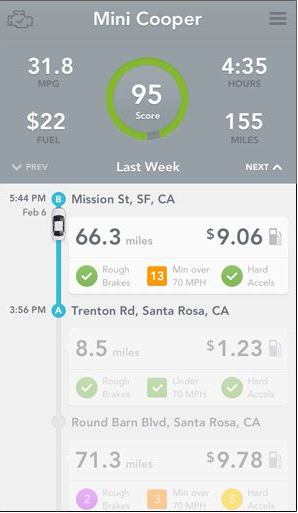 Mini Cooper
31.8
MPG
95
Score
4:35
HOURS
$22
FUEL
155
MILES
PREV
Last Week
NEXT
5:44 PM
Feb 6
B
Mission St, SF, CA
66.3 miles
$9.06
Rough
Brakes
13
Min over
70 MPH
Hard
Accels
3:56 PM
A
Trenton Rd, Santa Rosa, CA
8.5 miles
$1.23
Rough
Brakes
Under
70 MPH
Hard
Accels
Round Barn Blvd, Santa Rosa, CA
71.3 miles
$9.78
2
Rough
Brakes
3
Min over
70 MPH
5
Hard
Accels